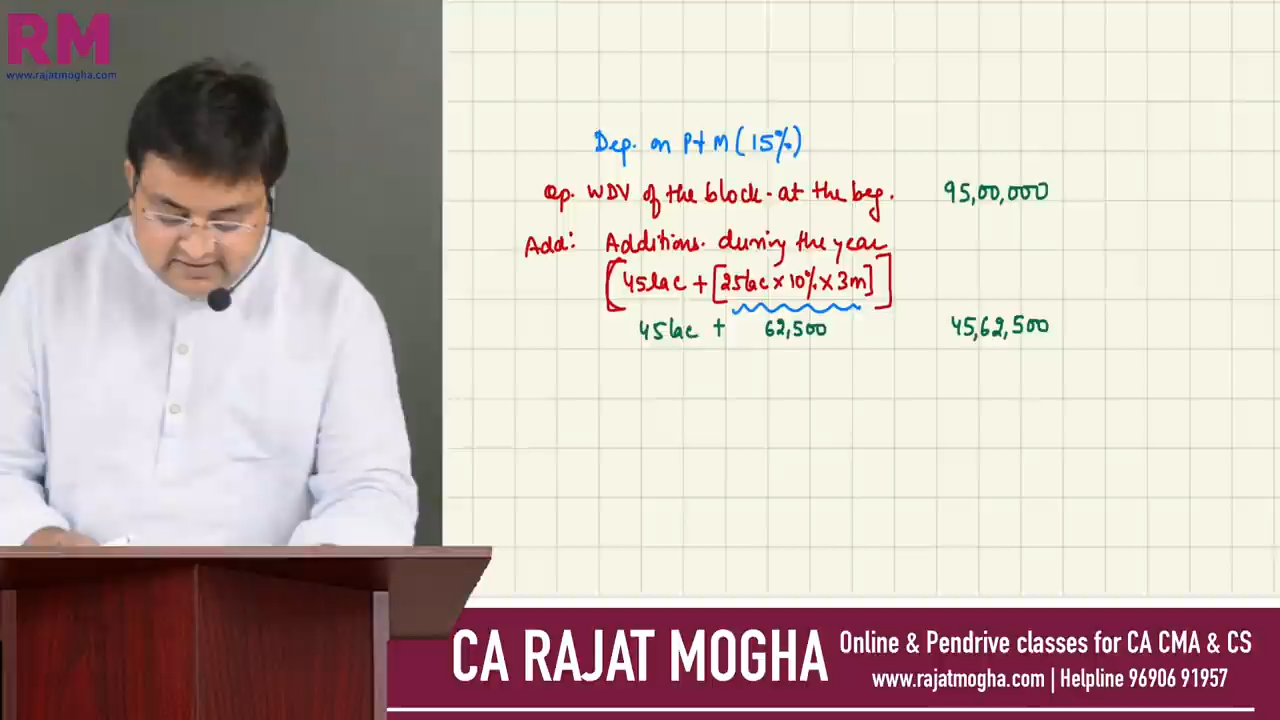 RM
www.rajatmogha.com
Dep. on P+M (15%)
Op. WDV of the block - at the beg. 95,00,000
Add: Additions during the year
[45lac + [25lac x 10% x 3m]]
45lac + 62,500 45,62,500
CA RAJAT MOGHA
Online & Pendrive classes for CA CMA & CS
www.rajatmogha.com | Helpline 96906 91957